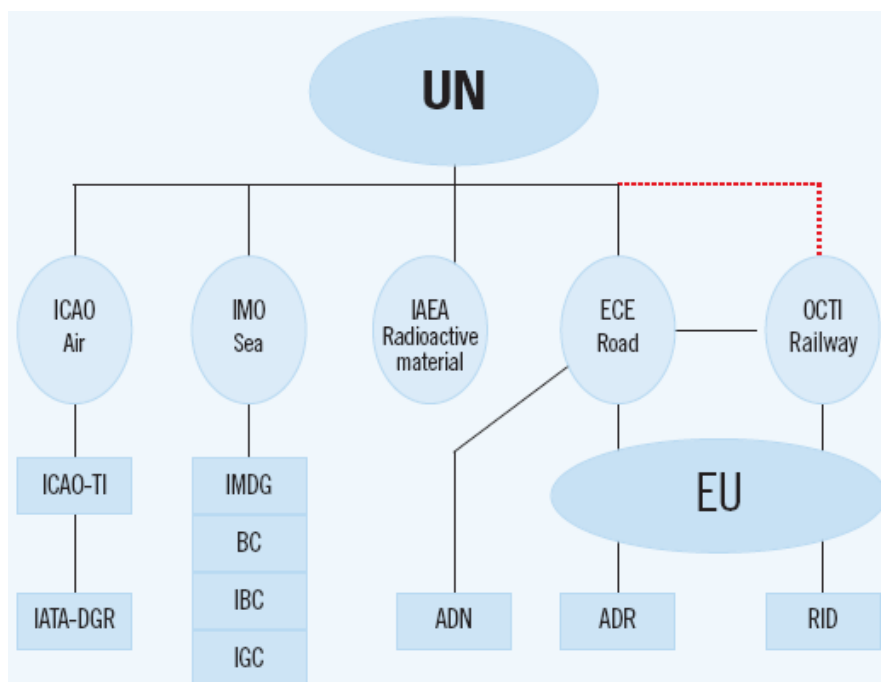 UN
ICAO
Air
IMO
Sea
IAEA
Radioactive
material
ECE
Road
OCTI
Railway
ICAO-TI
IMDG
EU
BC
IBC
IATA-DGR
ADN
ADR
RID
IGC